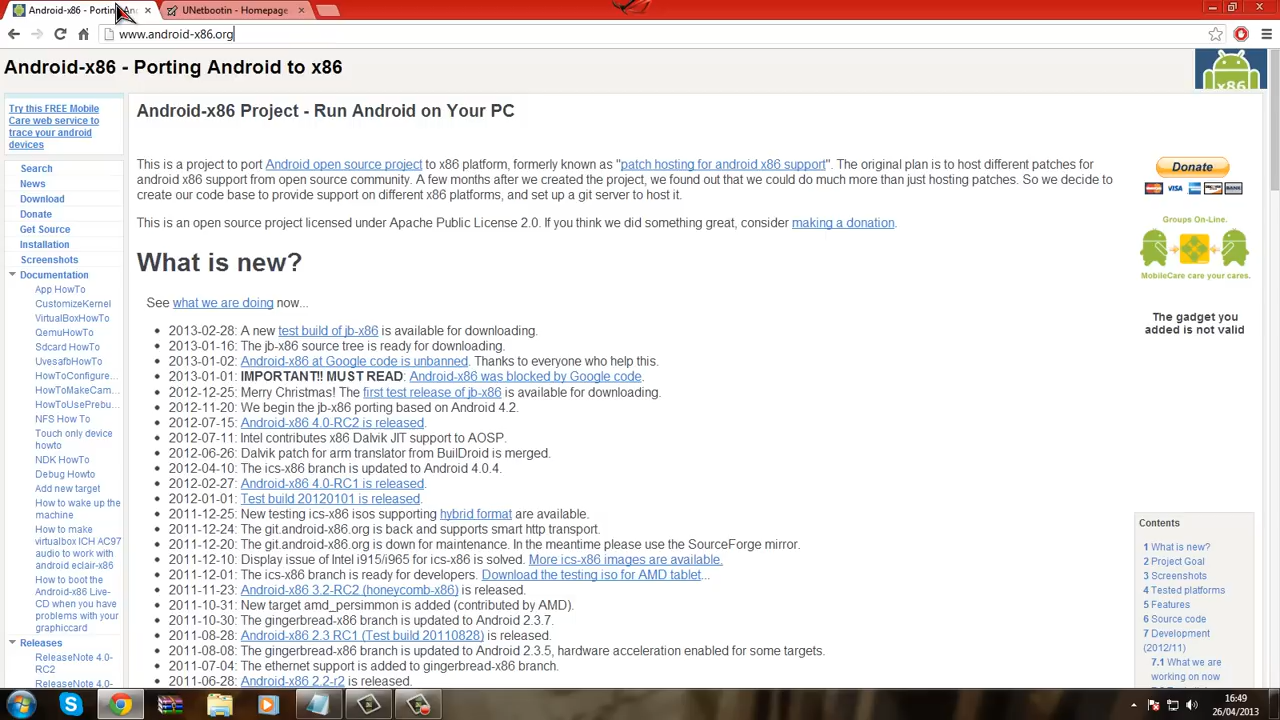 Android-x86 - Porting An
UNetbootin - Homepage
www.android-x86.org
Android-x86 - Porting Android to x86
x86
Try this FREE Mobile
Care web service to
trace your android
devices
Search
News
Download
Donate
Get Source
Installation
Screenshots
Documentation
App HowTo
CustomizeKernel
VirtualBoxHowTo
QemuHowTo
Sdcard HowTo
UvesafbHowTo
HowToConfigure...
HowToMakeCam...
HowToUsePrebu...
NFS How To
Touch only device
howto
NDK HowTo
Debug Howto
Add new target
How to wake up the
machine
How to make
virtualbox ICH AC97
audio to work with
android eclair-x86
How to boot the
Android-x86 Live-
CD when you have
problems with your
graphiccard
Releases
ReleaseNote 4.0-
RC2
ReleaseNote 4.0-
Android-x86 Project - Run Android on Your PC
This is a project to port Android open source project to x86 platform, formerly known as "patch hosting for android x86 support". The original plan is to host different patches for
android x86 support from open source community. A few months after we created the project, we found out that we could do much more than just hosting patches. So we decide to
create our code base to provide support on different x86 platforms, and set up a git server to host it.
This is an open source project licensed under Apache Public License 2.0. If you think we did something great, consider making a donation.
What is new?
See what we are doing now...
2013-02-28: A new test build of jb-x86 is available for downloading.
2013-01-16: The jb-x86 source tree is ready for downloading.
2013-01-02: Android-x86 at Google code is unbanned. Thanks to everyone who help this.
2013-01-01: IMPORTANT!! MUST READ: Android-x86 was blocked by Google code.
2012-12-25: Merry Christmas! The first test release of jb-x86 is available for downloading.
2012-11-20: We begin the jb-x86 porting based on Android 4.2.
2012-07-15: Android-x86 4.0-RC2 is released.
2012-07-11: Intel contributes x86 Dalvik JIT support to AOSP.
2012-06-26: Dalvik patch for arm translator from BuilDroid is merged.
2012-04-10: The ics-x86 branch is updated to Android 4.0.4.
2012-02-27: Android-x86 4.0-RC1 is released.
2012-01-01: Test build 20120101 is released.
2011-12-25: New testing ics-x86 isos supporting hybrid format are available.
2011-12-24: The git.android-x86.org is back and supports smart http transport.
2011-12-20: The git.android-x86.org is down for maintenance. In the meantime please use the SourceForge mirror.
2011-12-10: Display issue of Intel i915/i965 for ics-x86 is solved. More ics-x86 images are available.
2011-12-01: The ics-x86 branch is ready for developers. Download the testing iso for AMD tablet...
2011-11-23: Android-x86 3.2-RC2 (honeycomb-x86) is released.
2011-10-31: New target amd_persimmon is added (contributed by AMD).
2011-10-30: The gingerbread-x86 branch is updated to Android 2.3.7.
2011-08-28: Android-x86 2.3 RC1 (Test build 20110828) is released.
2011-08-08: The gingerbread-x86 branch is updated to Android 2.3.5, hardware acceleration enabled for some targets.
2011-07-04: The ethernet support is added to gingerbread-x86 branch.
2011-06-28: Android-x86 2.2-r2 is released.
Donate
VISA
Groups On-Line.
MobileCare care your cares.
The gadget you
added is not valid
Contents
1 What is new?
2 Project Goal
3 Screenshots
4 Tested platforms
5 Features
6 Source code
7 Development
(2012/11)
7.1 What we are
working on now
16:49
26/04/2013